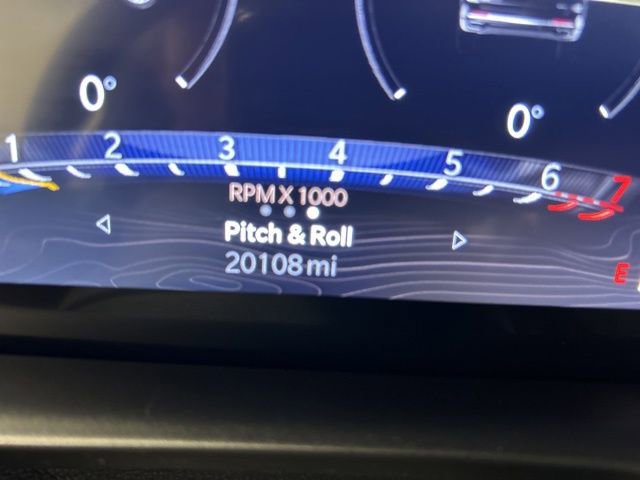 0°
0°
1 2 3 4 5 6 7
RPM X 1000
Pitch & Roll
20108 mi
E